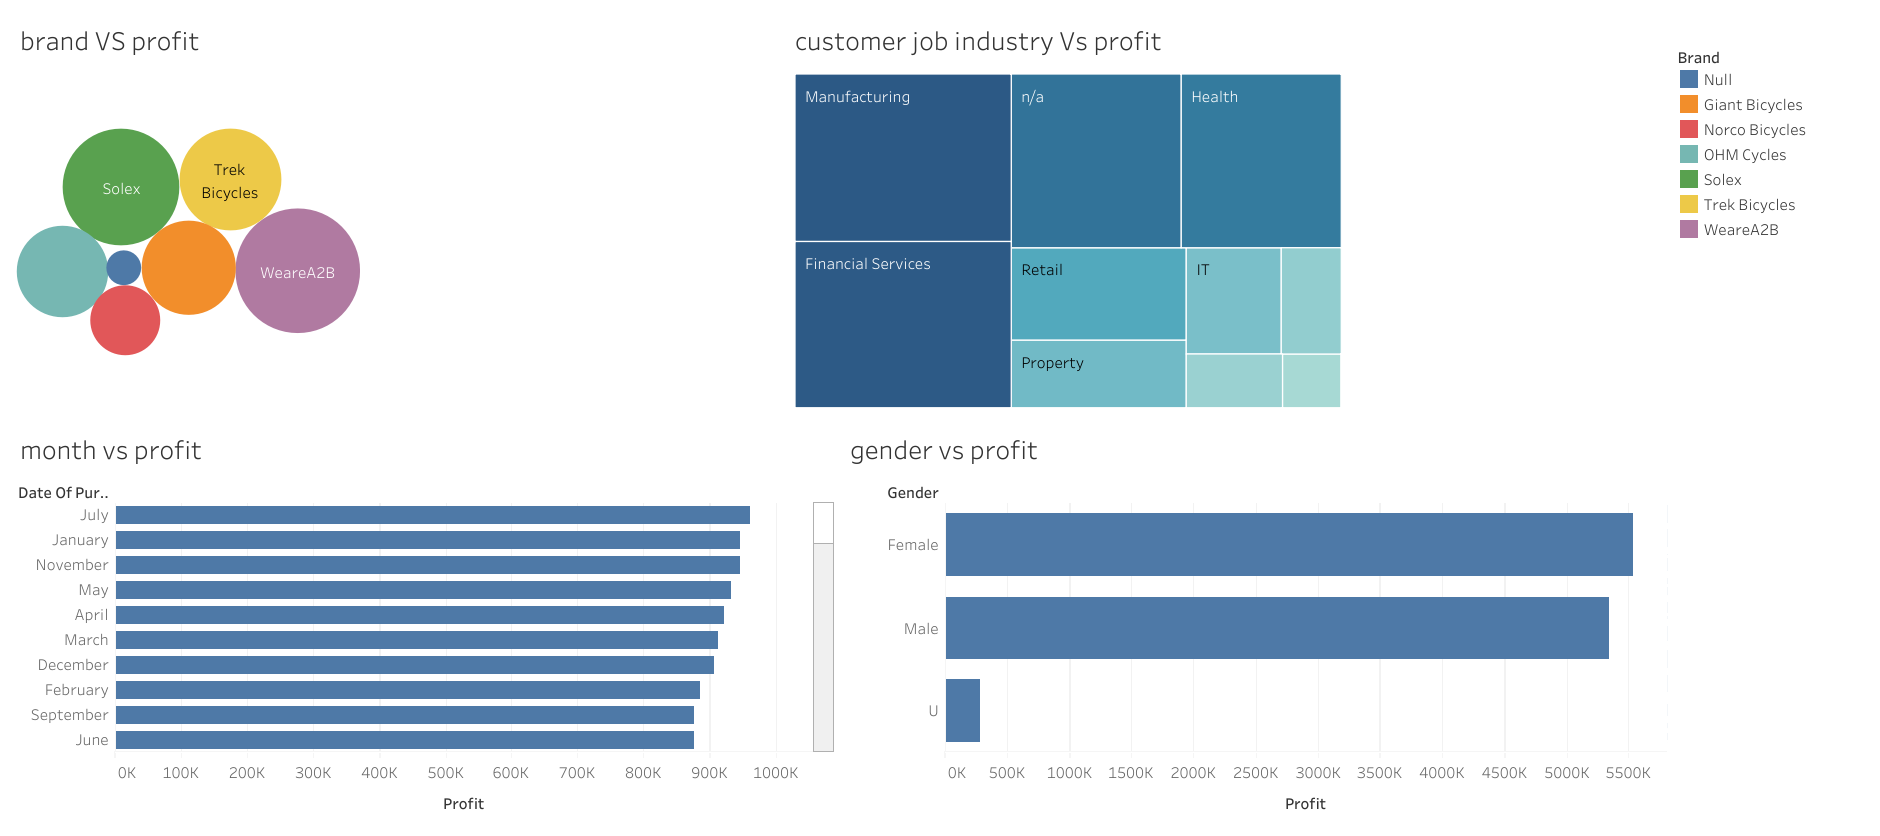 brand VS profit
customer job industry Vs profit
Brand
Null
Giant Bicycles
Norco Bicycles
OHM Cycles
Solex
Trek Bicycles
WeareA2B
Solex
Trek
Bicycles
WeareA2B
Manufacturing
n/a
Health
Financial Services
Retail
IT
Property
month vs profit
Date Of Pur..
July
January
November
May
April
March
December
February
September
June
0K 100K 200K 300K 400K 500K 600K 700K 800K 900K 1000K
Profit
gender vs profit
Gender
Female
Male
U
0K 500K 1000K 1500K 2000K 2500K 3000K 3500K 4000K 4500K 5000K 5500K
Profit